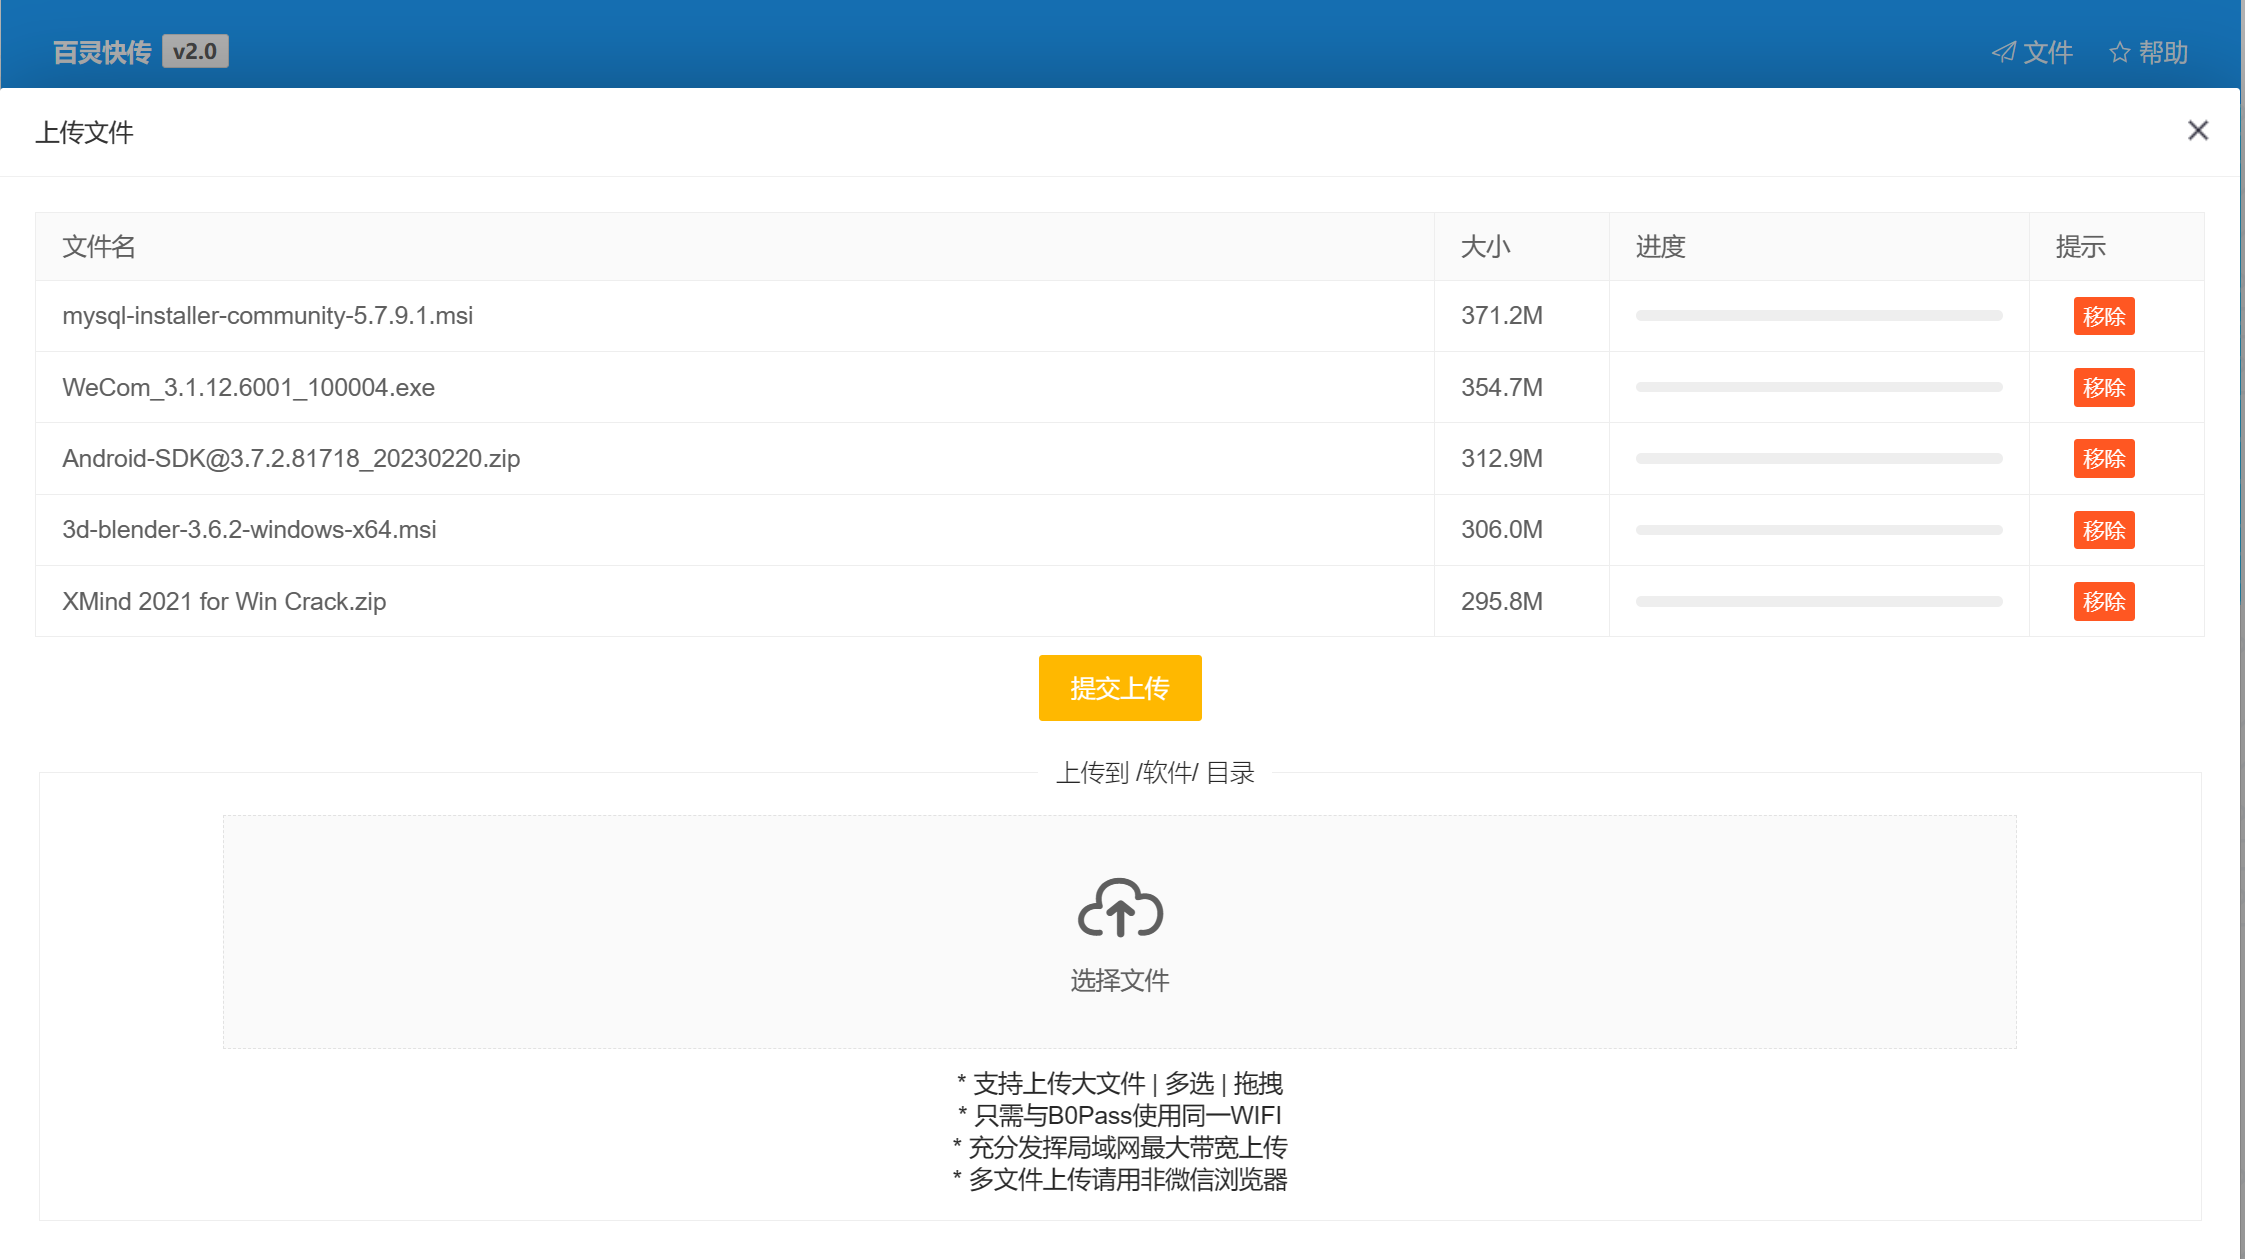 百灵快传 v2.0 文件 帮助
上传文件
文件名 大小 进度 提示
mysql-installer-community-5.7.9.1.msi 371.2M 移除
WeCom_3.1.12.6001_100004.exe 354.7M 移除
Android-SDK@3.7.2.81718_20230220.zip 312.9M 移除
3d-blender-3.6.2-windows-x64.msi 306.0M 移除
XMind 2021 for Win Crack.zip 295.8M 移除
提交上传
上传到 /软件/ 目录
选择文件
* 支持上传大文件 | 多选 | 拖拽
* 只需与B0Pass使用同一WIFI
* 充分发挥局域网最大带宽上传
* 多文件上传请用非微信浏览器